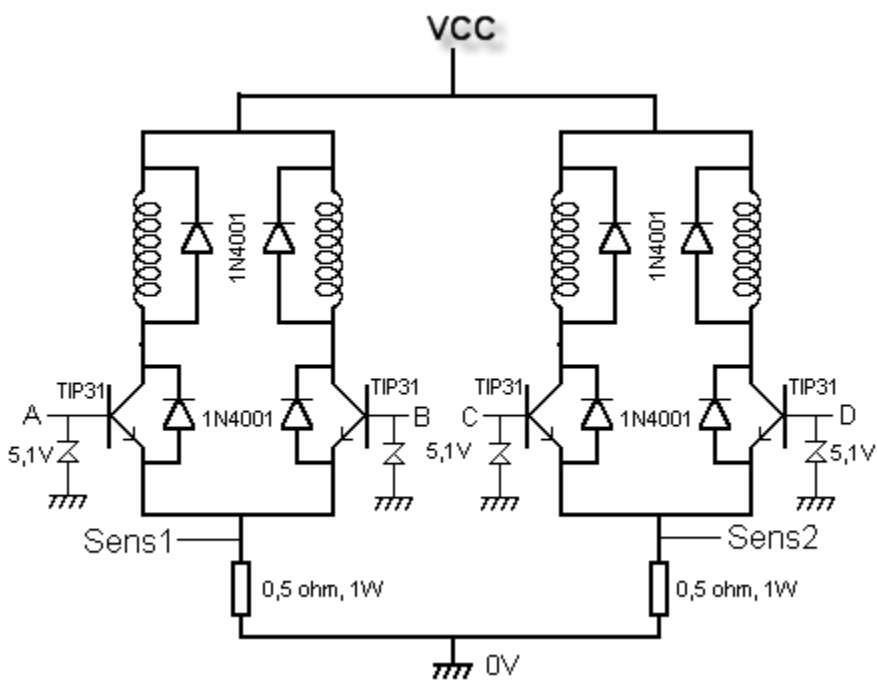 VCC
1N4001
1N4001
TIP31
TIP31
TIP31
TIP31
A
1N4001
B
C
1N4001
D
5,1V
5,1V
5,1V
5,1V
Sens1
Sens2
0,5 ohm, 1W
0,5 ohm, 1W
0V